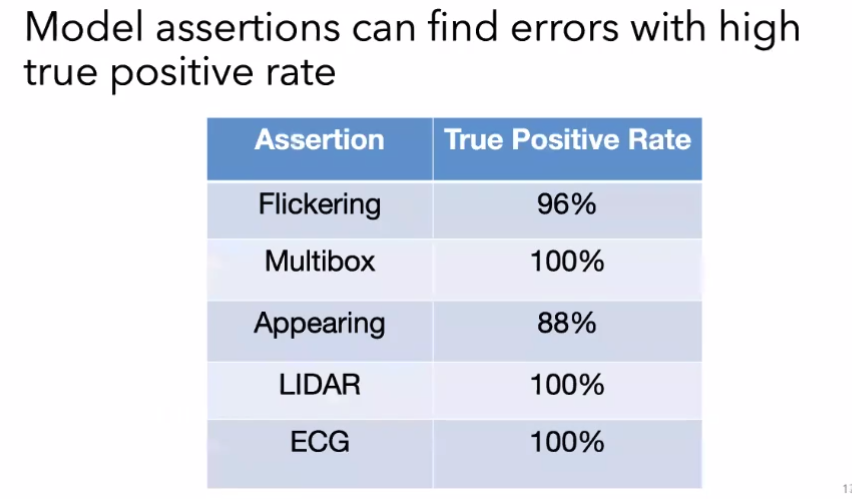 Model assertions can find errors with high
true positive rate
Assertion True Positive Rate
Flickering 96%
Multibox 100%
Appearing 88%
LIDAR 100%
ECG 100%